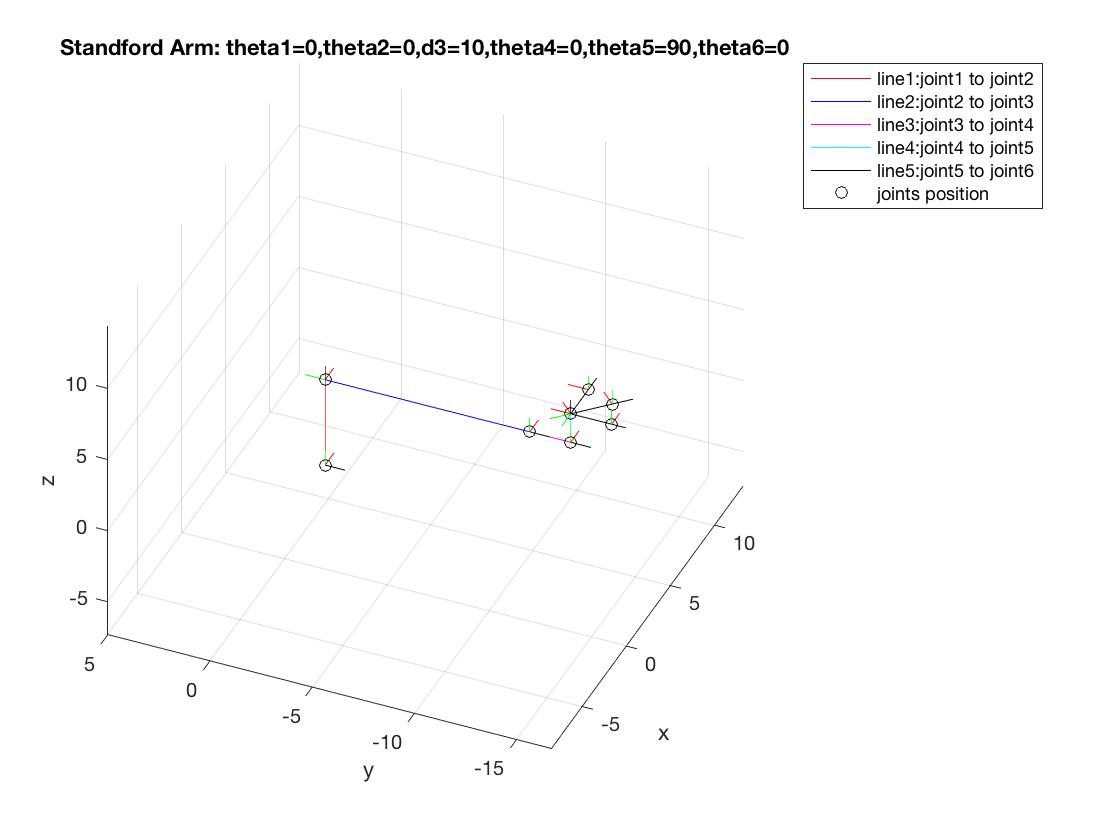 Standford Arm: theta1=0,theta2=0,d3=10,theta4=0,theta5=90,theta6=0
line1:joint1 to joint2
line2:joint2 to joint3
line3:joint3 to joint4
line4:joint4 to joint5
line5:joint5 to joint6
joints position
10
5
0
-5
z
5
0
-5
-10
-15
y
10
5
0
-5
x